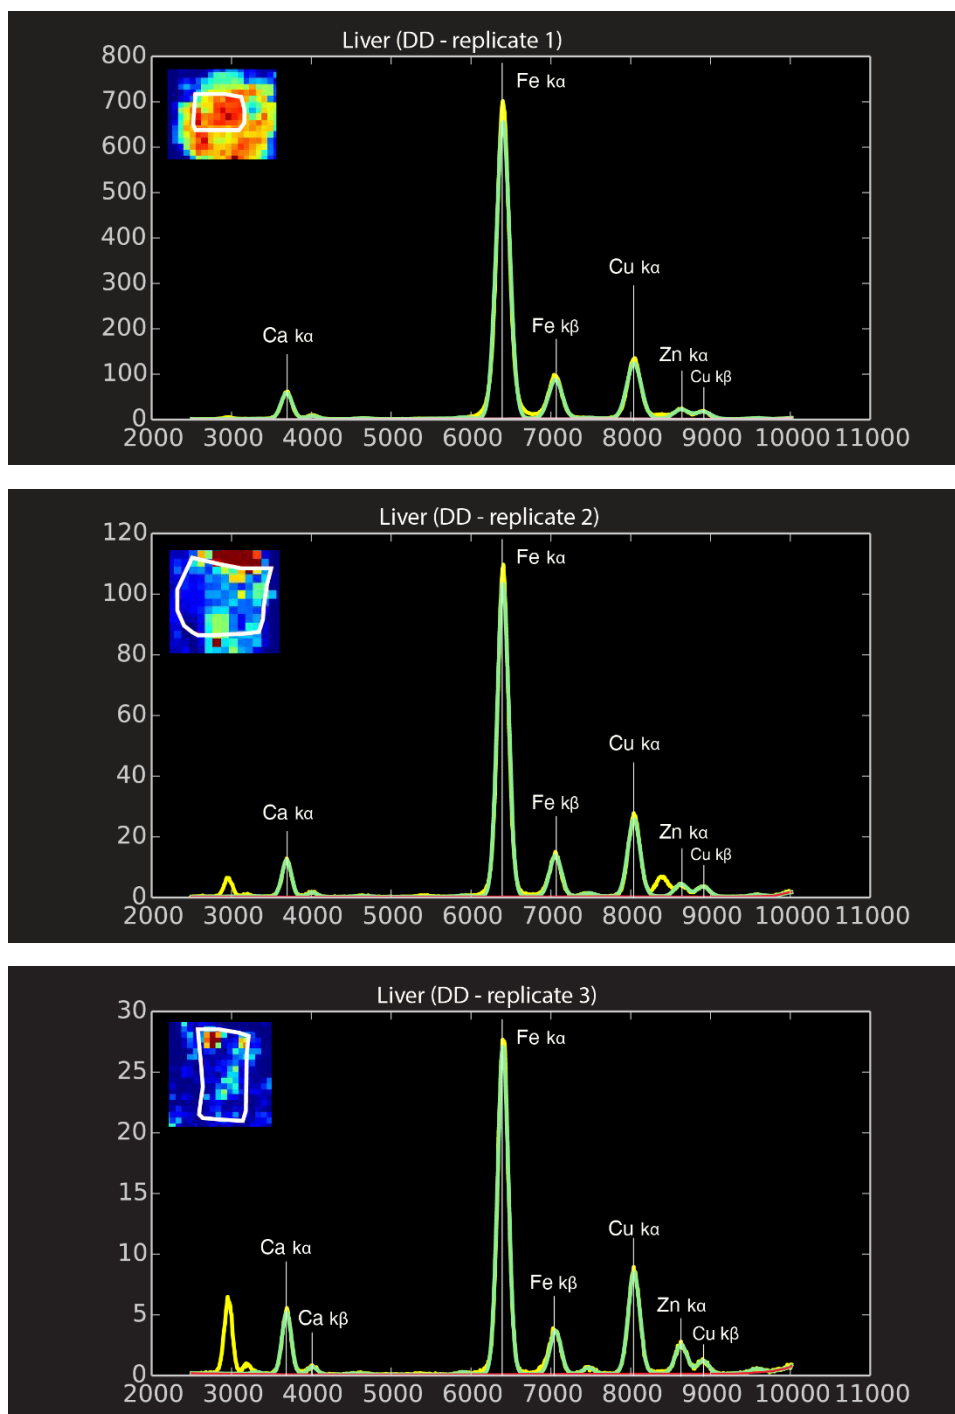 Liver (DD - replicate 1)
800
700
600
500
400
300
200
100
0
Fe kα
Cu kα
Ca kα
Fe kβ
Zn kα
Cu kβ
2000 3000 4000 5000 6000 7000 8000 9000 10000 11000
Liver (DD - replicate 2)
120
100
80
60
40
20
0
Fe kα
Cu kα
Ca kα
Fe kβ
Zn kα
Cu kβ
2000 3000 4000 5000 6000 7000 8000 9000 10000 11000
Liver (DD - replicate 3)
30
25
20
15
10
5
0
Fe kα
Cu kα
Ca kα
Fe kβ
Zn kα
Ca kβ
Cu kβ
2000 3000 4000 5000 6000 7000 8000 9000 10000 11000